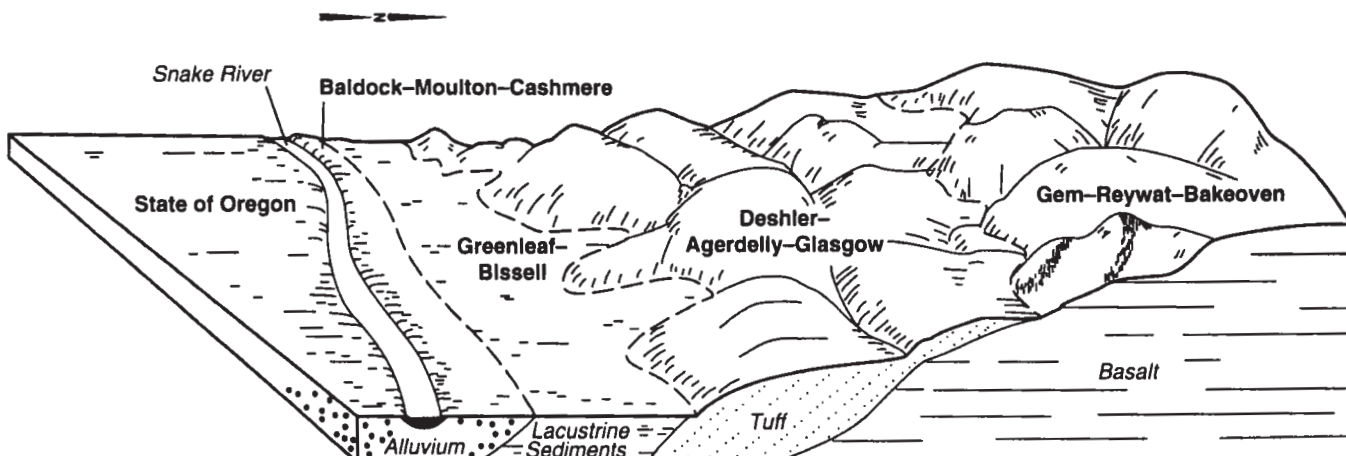 N
Snake River
Baldock–Moulton–Cashmere
State of Oregon
Greenleaf–
Bissell
Deshler–
Agerdelly–Glasgow
Gem–Reywat–Bakeoven
Basalt
Tuff
Alluvium
Lacustrine
Sediments